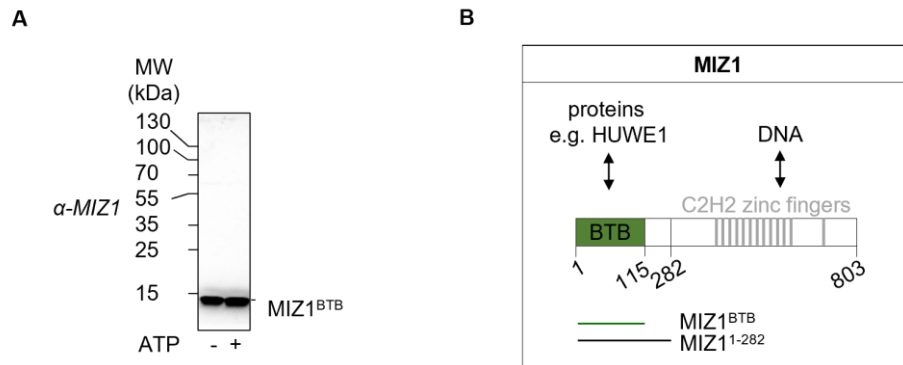 A
MW
(kDa)
130
100
70
55
α-MIZ1
35
25
15
MIZ1BTB
ATP - +
B
MIZ1
proteins
e.g. HUWE1
DNA
C2H2 zinc fingers
BTB
1
115
282
803
MIZ1BTB
MIZ11-282